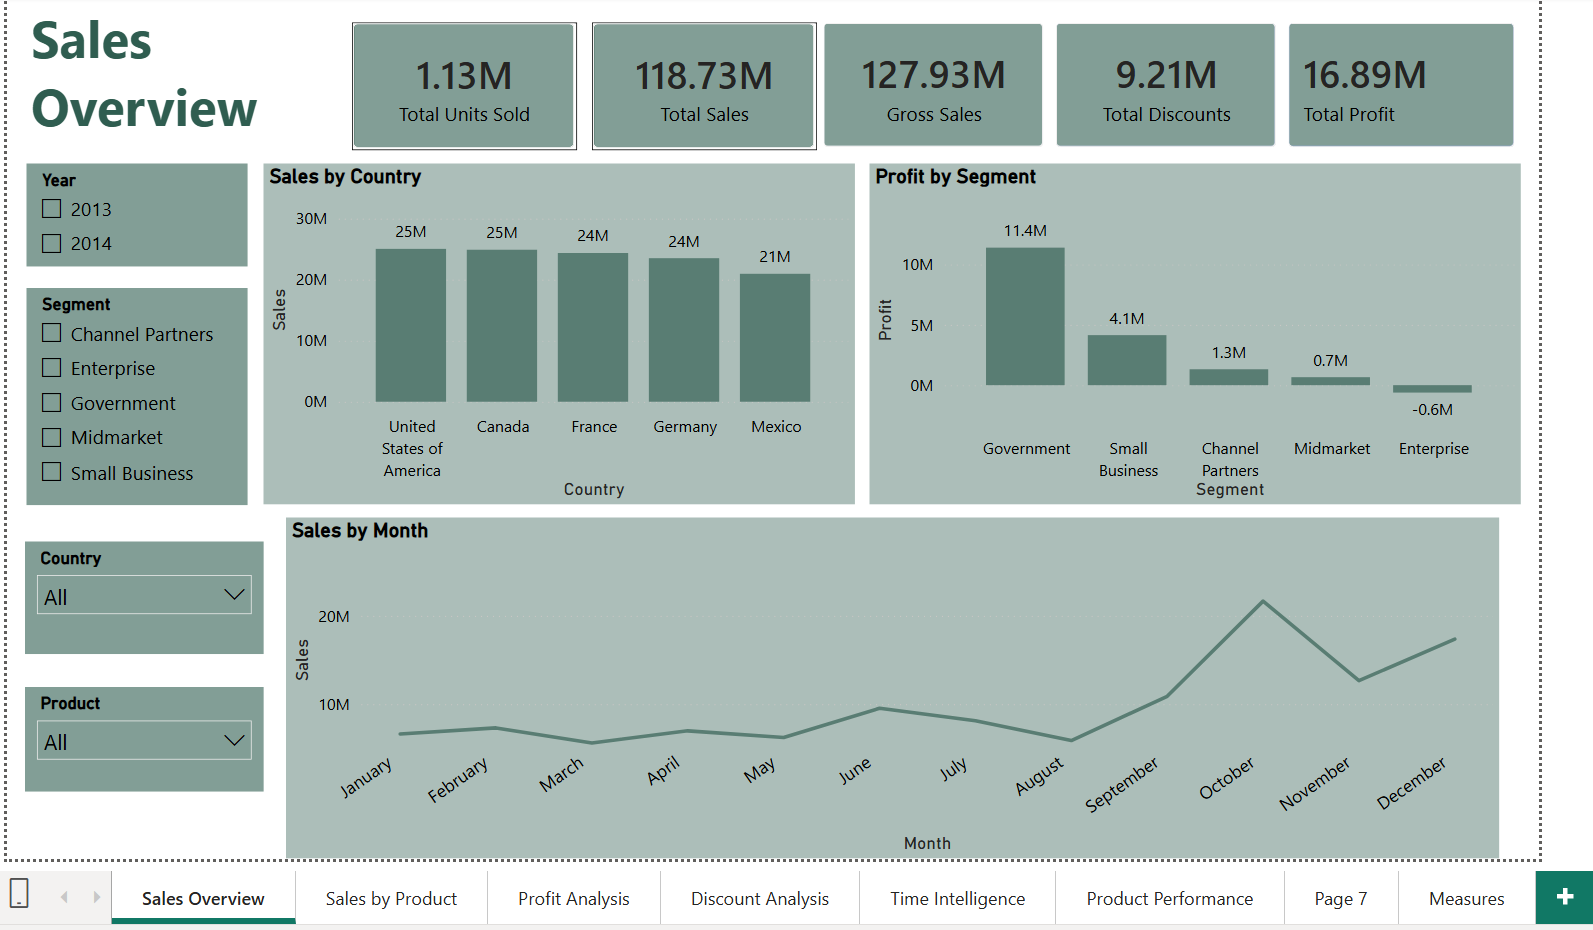 Sales
Overview
1.13M
Total Units Sold
118.73M
Total Sales
127.93M
Gross Sales
9.21M
Total Discounts
16.89M
Total Profit
Year
2013
2014
Segment
Channel Partners
Enterprise
Government
Midmarket
Small Business
Country
All
Product
All
Sales by Country
Sales
30M
20M
10M
0M
25M
25M
24M
24M
21M
United
States of
America
Canada
France
Germany
Mexico
Country
Profit by Segment
Profit
10M
5M
0M
11.4M
4.1M
1.3M
0.7M
-0.6M
Government
Small
Business
Channel
Partners
Midmarket
Enterprise
Segment
Sales by Month
Sales
20M
10M
January
February
March
April
May
June
July
August
September
October
November
December
Month
Sales Overview
Sales by Product
Profit Analysis
Discount Analysis
Time Intelligence
Product Performance
Page 7
Measures